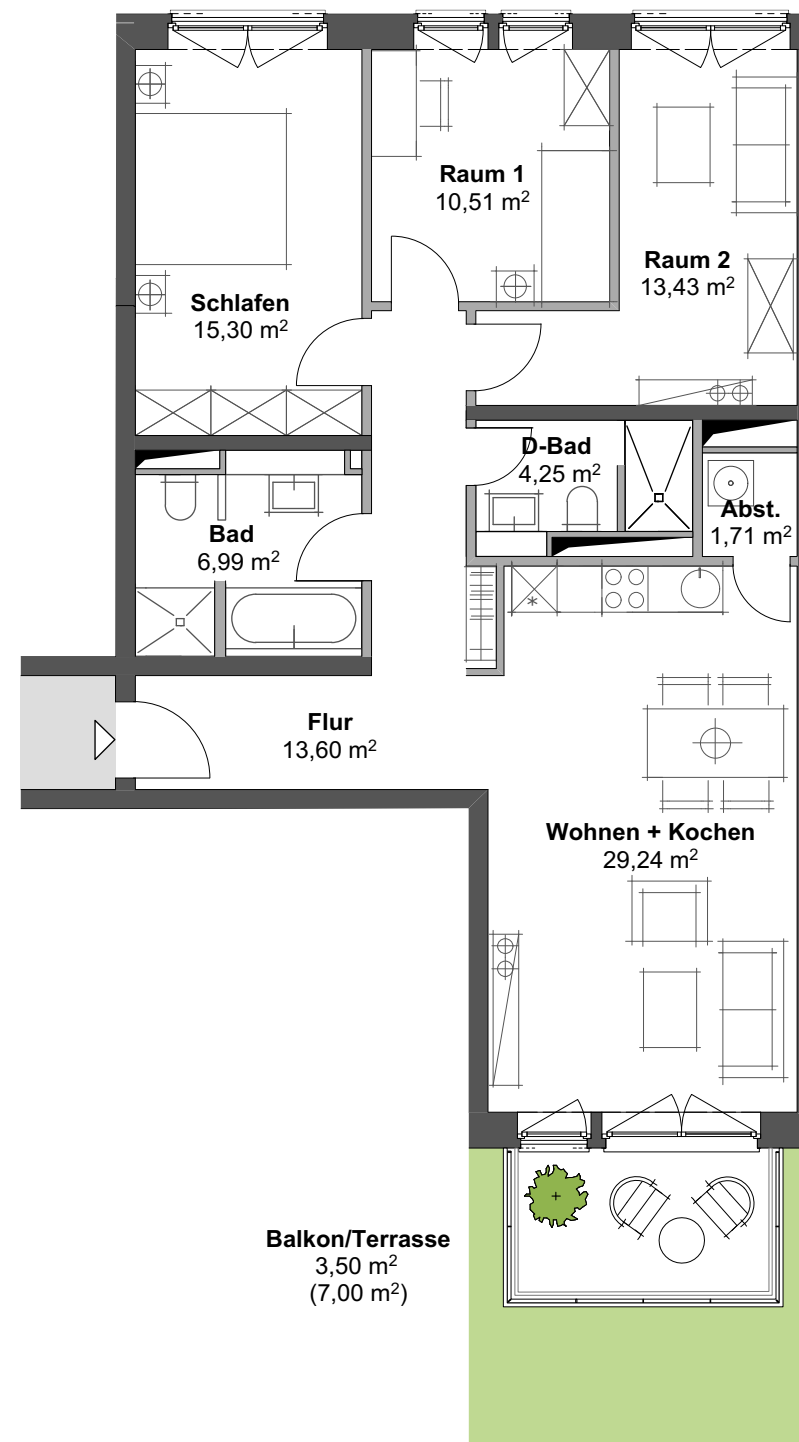 Raum 1
10,51 m²
Raum 2
13,43 m²
Schlafen
15,30 m²
D-Bad
4,25 m²
Abst.
1,71 m²
Bad
6,99 m²
Flur
13,60 m²
Wohnen + Kochen
29,24 m²
Balkon/Terrasse
3,50 m²
(7,00 m²)